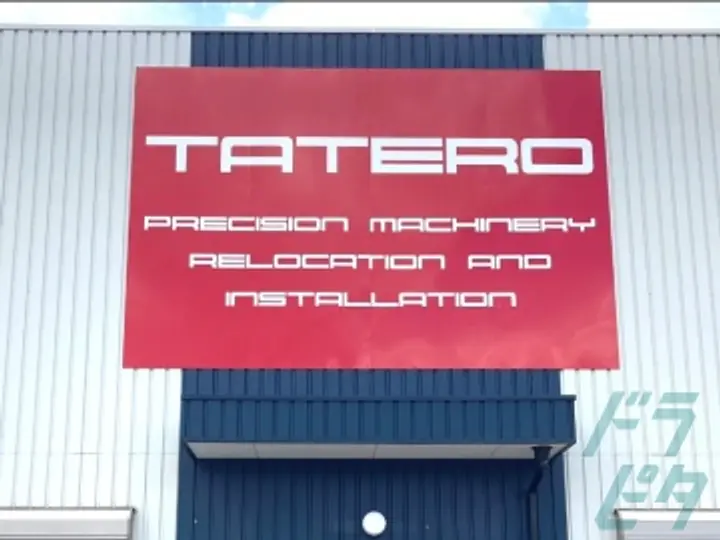 TATERO
PRECISION MACHINERY
RELOCATION AND
INSTALLATION
ドラ
ピタ